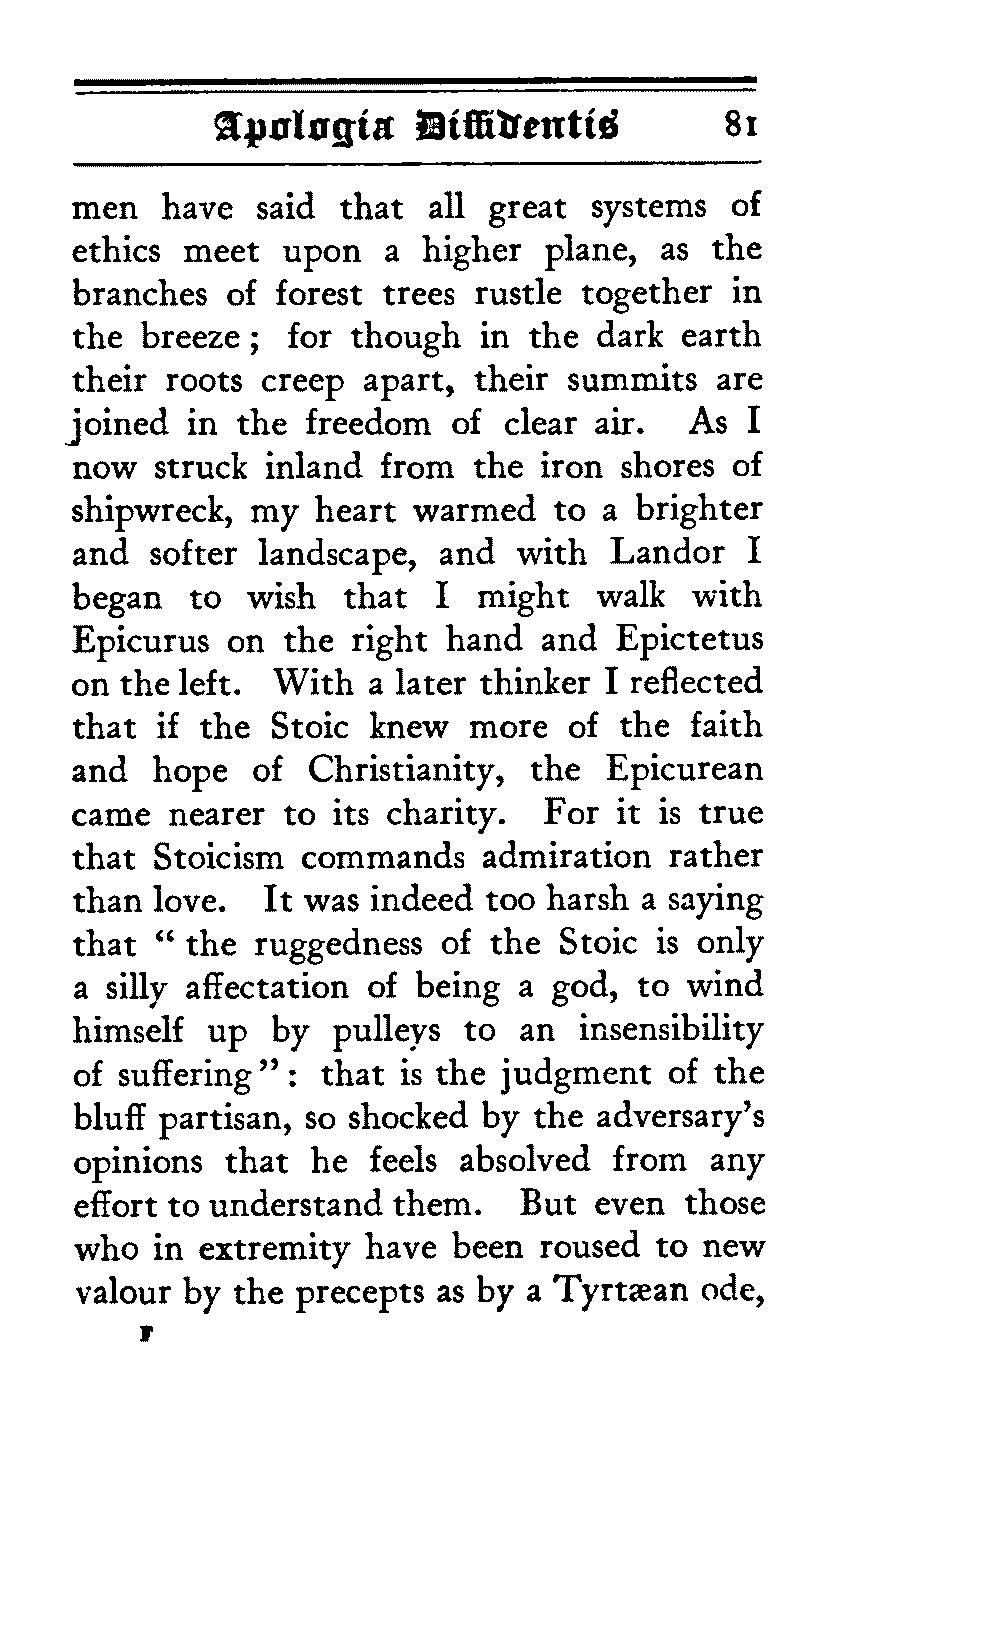 Apologia Diffidentis 81
men have said that all great systems of
ethics meet upon a higher plane, as the
branches of forest trees rustle together in
the breeze ; for though in the dark earth
their roots creep apart, their summits are
joined in the freedom of clear air. As I
now struck inland from the iron shores of
shipwreck, my heart warmed to a brighter
and softer landscape, and with Landor I
began to wish that I might walk with
Epicurus on the right hand and Epictetus
on the left. With a later thinker I reflected
that if the Stoic knew more of the faith
and hope of Christianity, the Epicurean
came nearer to its charity. For it is true
that Stoicism commands admiration rather
than love. It was indeed too harsh a saying
that “ the ruggedness of the Stoic is only
a silly affectation of being a god, to wind
himself up by pulleys to an insensibility
of suffering ” : that is the judgment of the
bluff partisan, so shocked by the adversary’s
opinions that he feels absolved from any
effort to understand them. But even those
who in extremity have been roused to new
valour by the precepts as by a Tyrtæan ode,
F